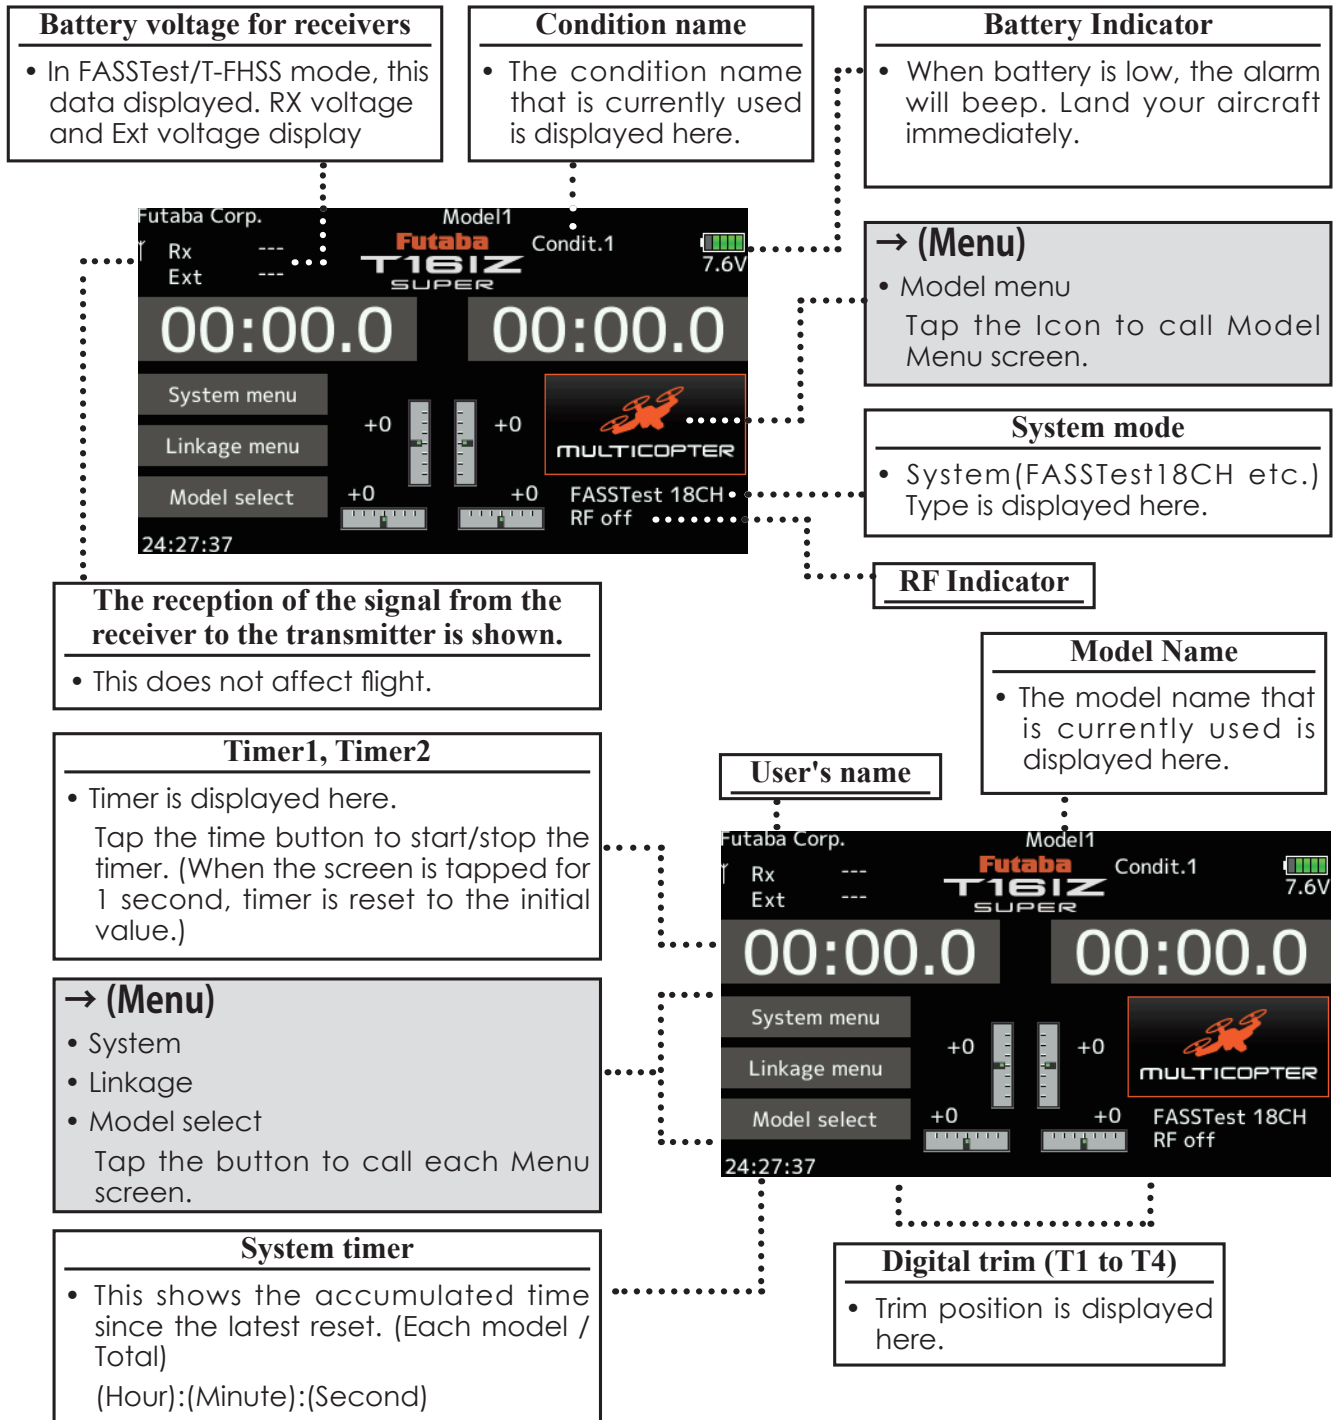 Battery voltage for receivers
• In FASSTest/T-FHSS mode, this
data displayed. RX voltage
and Ext voltage display
Condition name
• The condition name
that is currently used
is displayed here.
Battery Indicator
• When battery is low, the alarm
will beep. Land your aircraft
immediately.
Futaba Corp.
Model1
Rx ---
Ext ---
Futaba
T16IZ
SUPER
Condit.1
7.6V
00:00.0
00:00.0
System menu
Linkage menu
Model select
+0
+0
+0
+0
MULTICOPTER
FASSTest 18CH
RF off
24:27:37
→ (Menu)
• Model menu
Tap the Icon to call Model
Menu screen.
System mode
• System(FASSTest18CH etc.)
Type is displayed here.
RF Indicator
The reception of the signal from the
receiver to the transmitter is shown.
• This does not affect flight.
Model Name
• The model name that
is currently used is
displayed here.
Timer1, Timer2
• Timer is displayed here.
Tap the time button to start/stop the
timer. (When the screen is tapped for
1 second, timer is reset to the initial
value.)
User's name
Futaba Corp.
Model1
Rx ---
Ext ---
Futaba
T16IZ
SUPER
Condit.1
7.6V
00:00.0
00:00.0
System menu
Linkage menu
Model select
+0
+0
+0
+0
MULTICOPTER
FASSTest 18CH
RF off
24:27:37
→ (Menu)
• System
• Linkage
• Model select
Tap the button to call each Menu
screen.
System timer
• This shows the accumulated time
since the latest reset. (Each model /
Total)
(Hour):(Minute):(Second)
Digital trim (T1 to T4)
• Trim position is displayed
here.